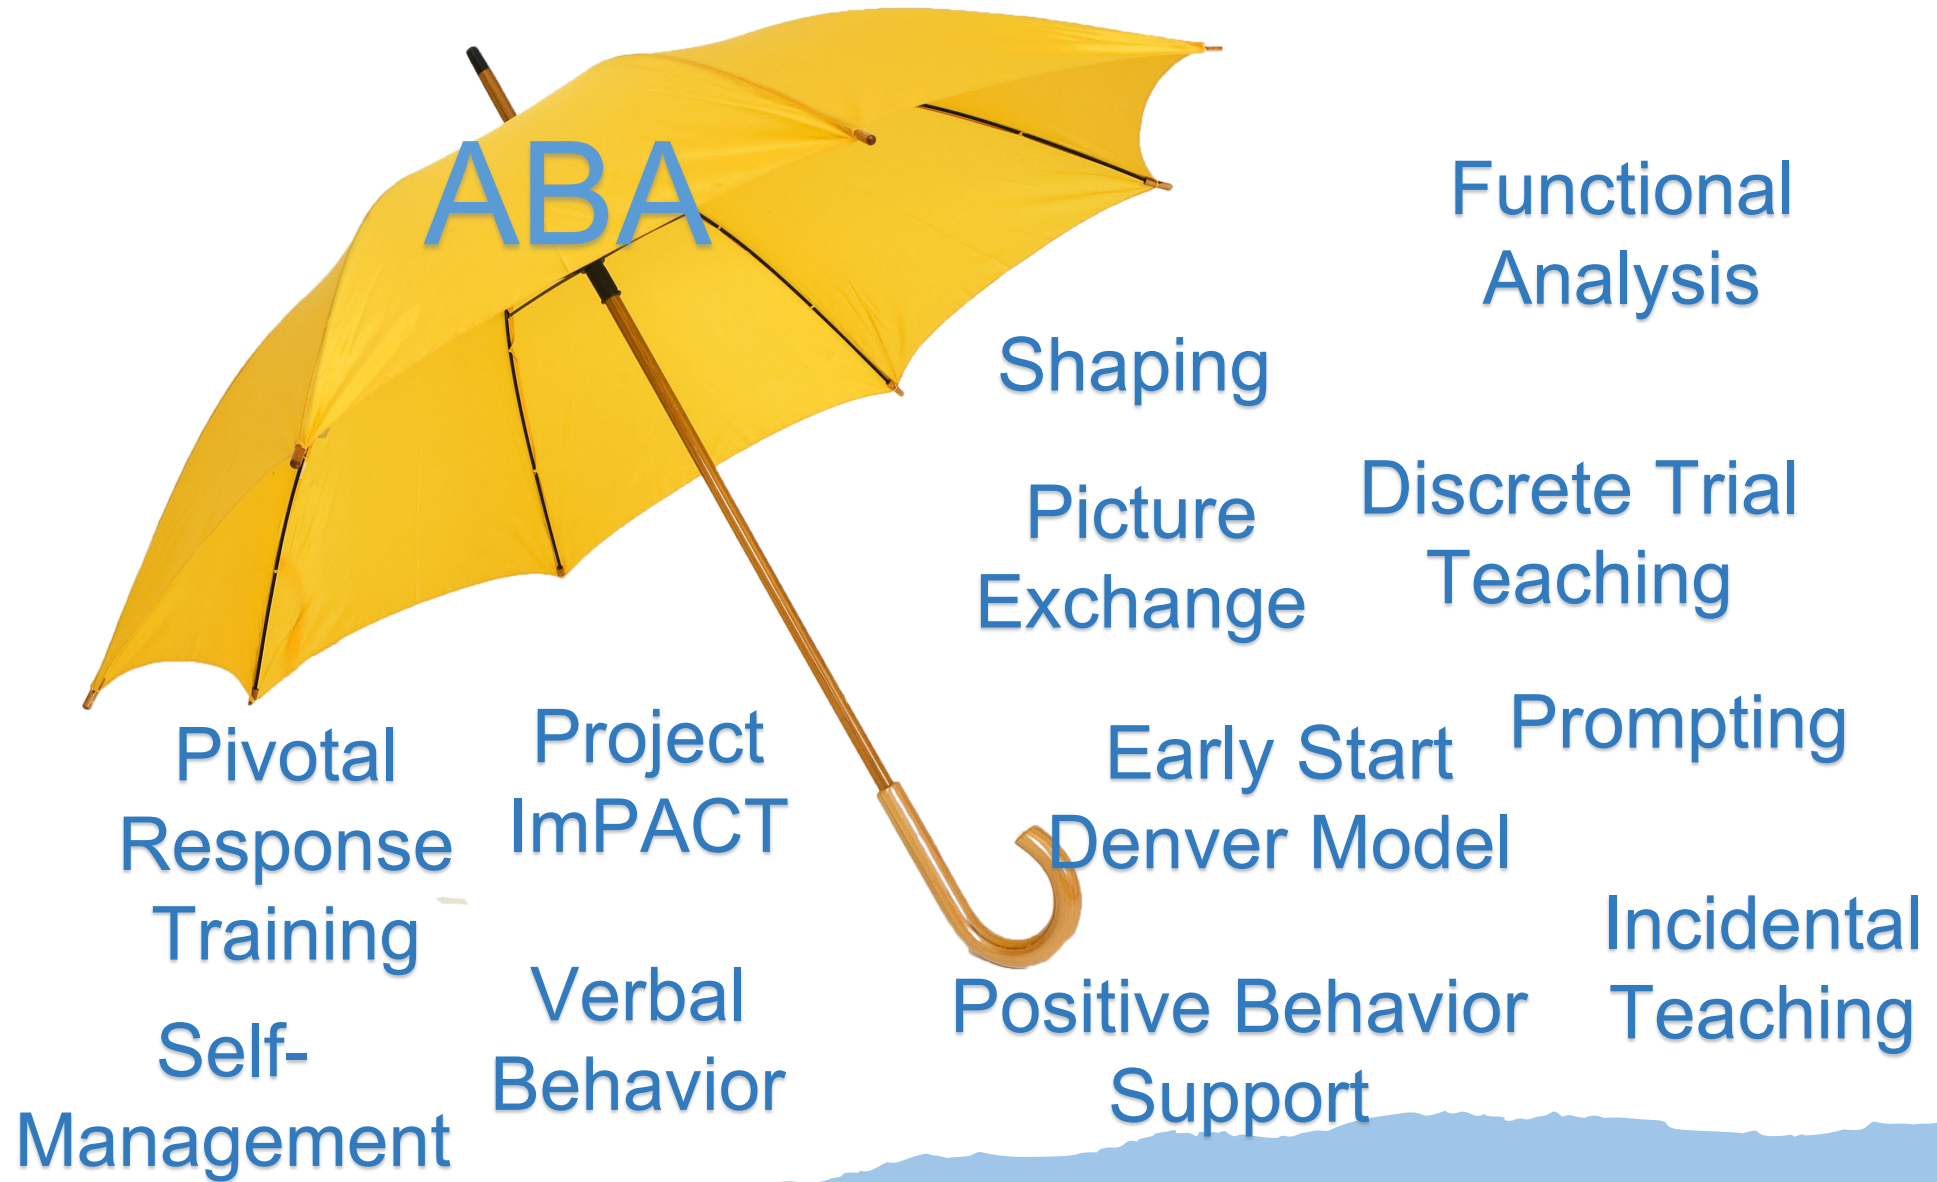 ABA
Functional
Analysis
Shaping
Picture
Exchange
Discrete Trial
Teaching
Pivotal
Response
Training
Project
ImPACT
Early Start
Denver Model
Prompting
Incidental
Teaching
Self-
Management
Verbal
Behavior
Positive Behavior
Support